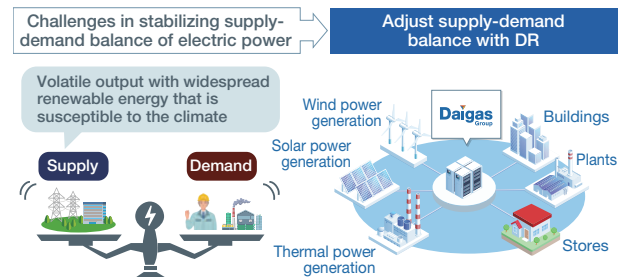 Challenges in stabilizing supply-
demand balance of electric power
Adjust supply-demand
balance with DR
Volatile output with widespread
renewable energy that is
susceptible to the climate
Supply
Demand
Wind power
generation
Solar power
generation
Thermal power
generation
Daigas
Group
Buildings
Plants
Stores